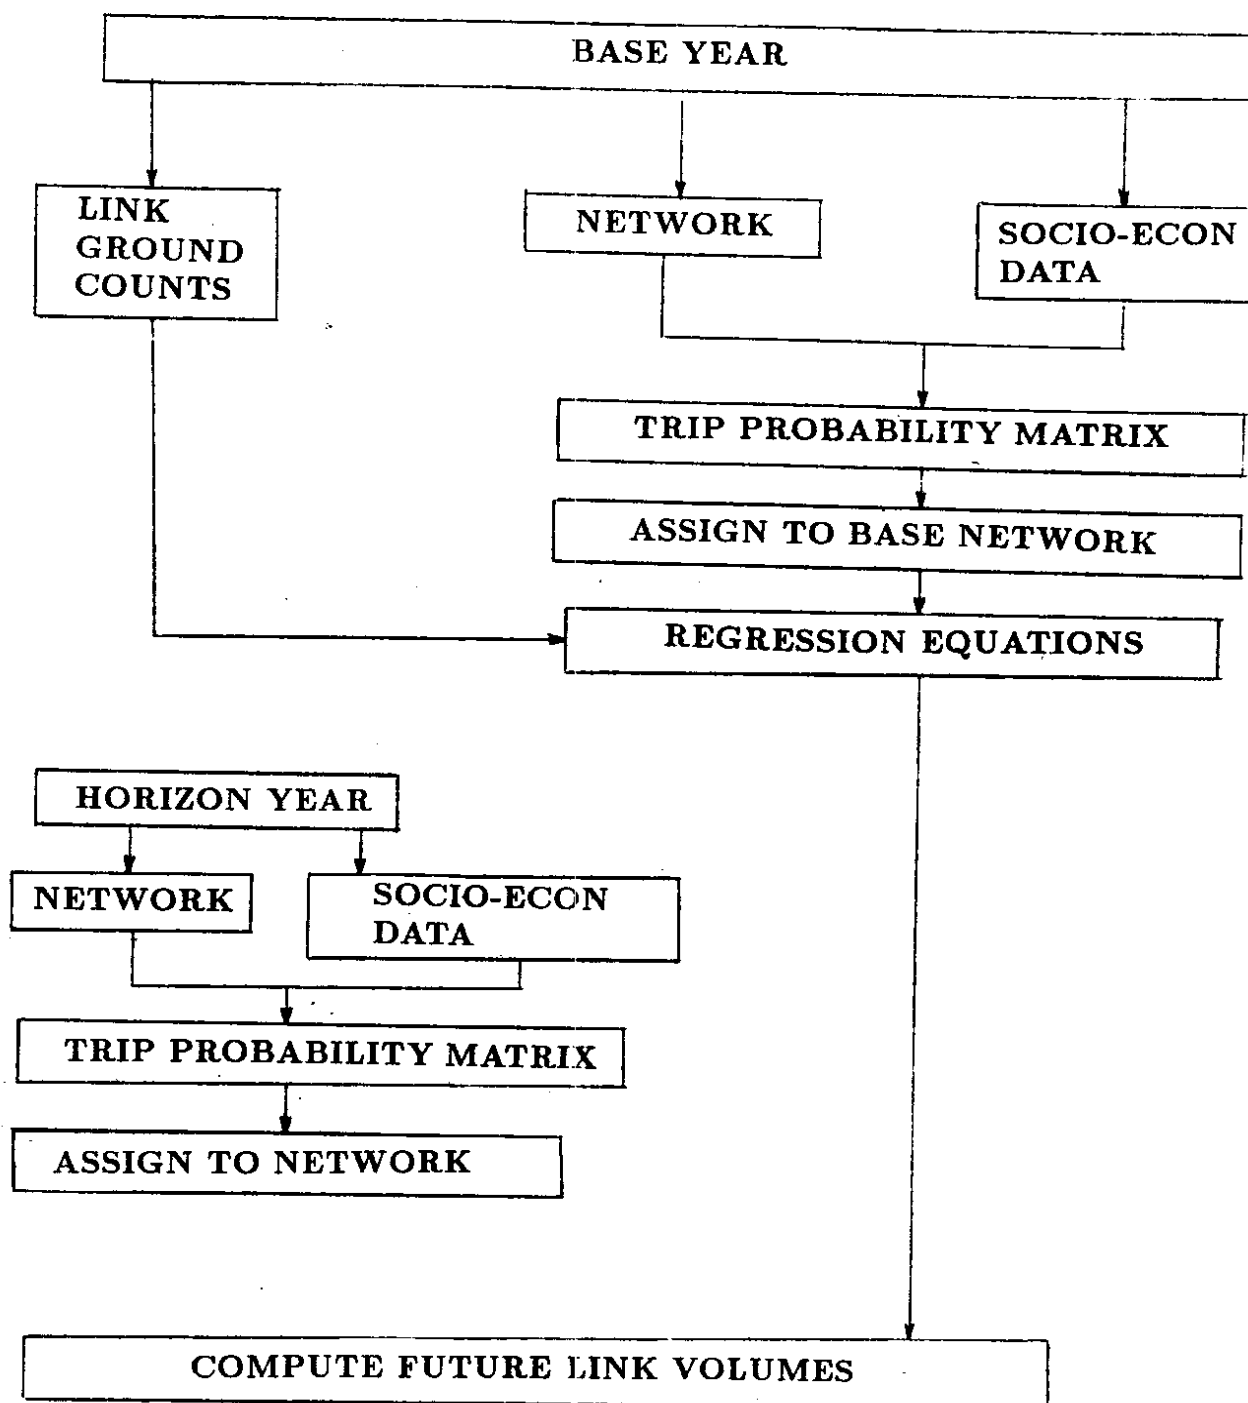 BASE YEAR
LINK
GROUND
COUNTS
NETWORK
SOCIO-ECON
DATA
TRIP PROBABILITY MATRIX
ASSIGN TO BASE NETWORK
REGRESSION EQUATIONS
HORIZON YEAR
NETWORK
SOCIO-ECON
DATA
TRIP PROBABILITY MATRIX
ASSIGN TO NETWORK
COMPUTE FUTURE LINK VOLUMES